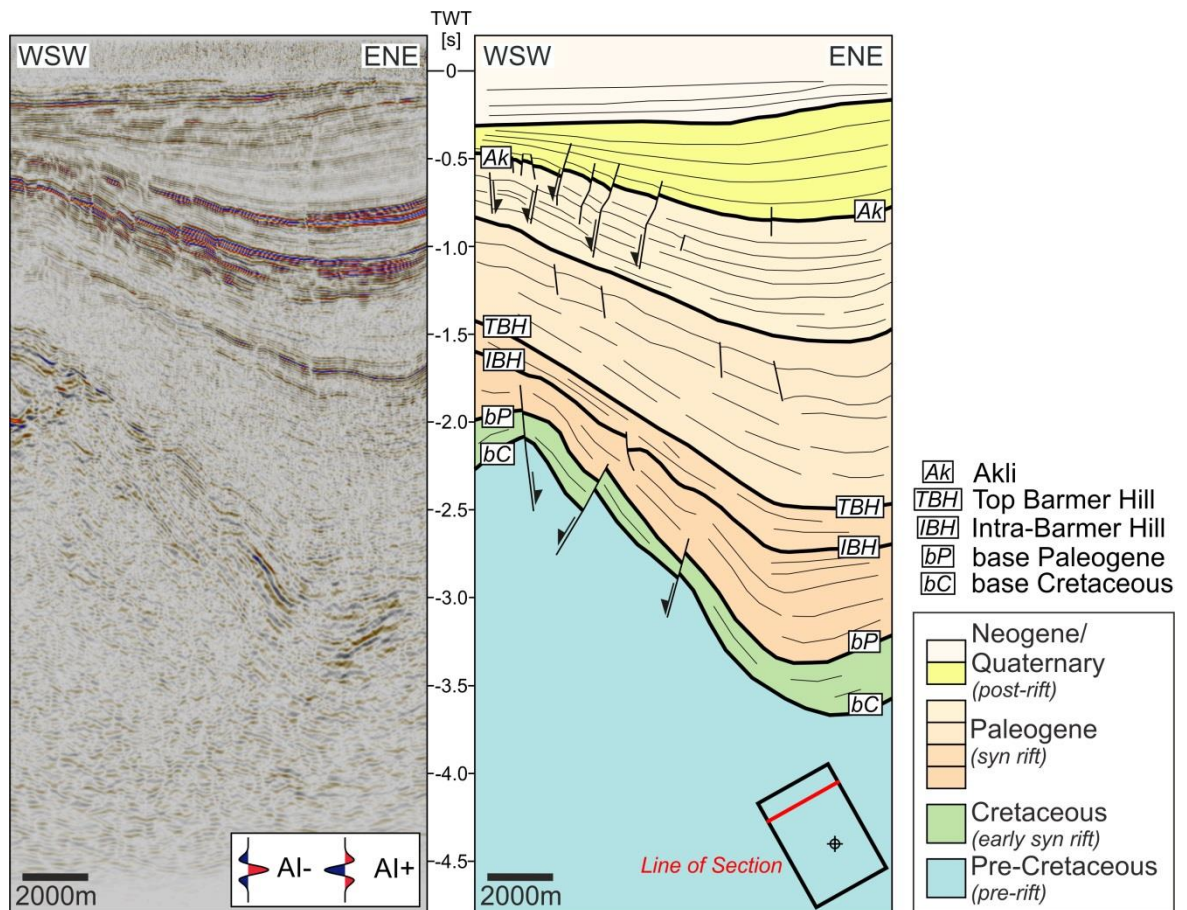 TWT
[s]
WSW
ENE
WSW
ENE
0
-0.5
-1.0
-1.5
-2.0
-2.5
-3.0
-3.5
-4.0
-4.5
Ak
Ak
TBH
IBH
bP
bC
TBH
IBH
bP
bC
AI-
AI+
2000m
2000m
Line of Section
Ak Akli
TBH Top Barmer Hill
IBH Intra-Barmer Hill
bP base Paleogene
bC base Cretaceous
Neogene/
Quaternary
(post-rift)
Paleogene
(syn rift)
Cretaceous
(early syn rift)
Pre-Cretaceous
(pre-rift)